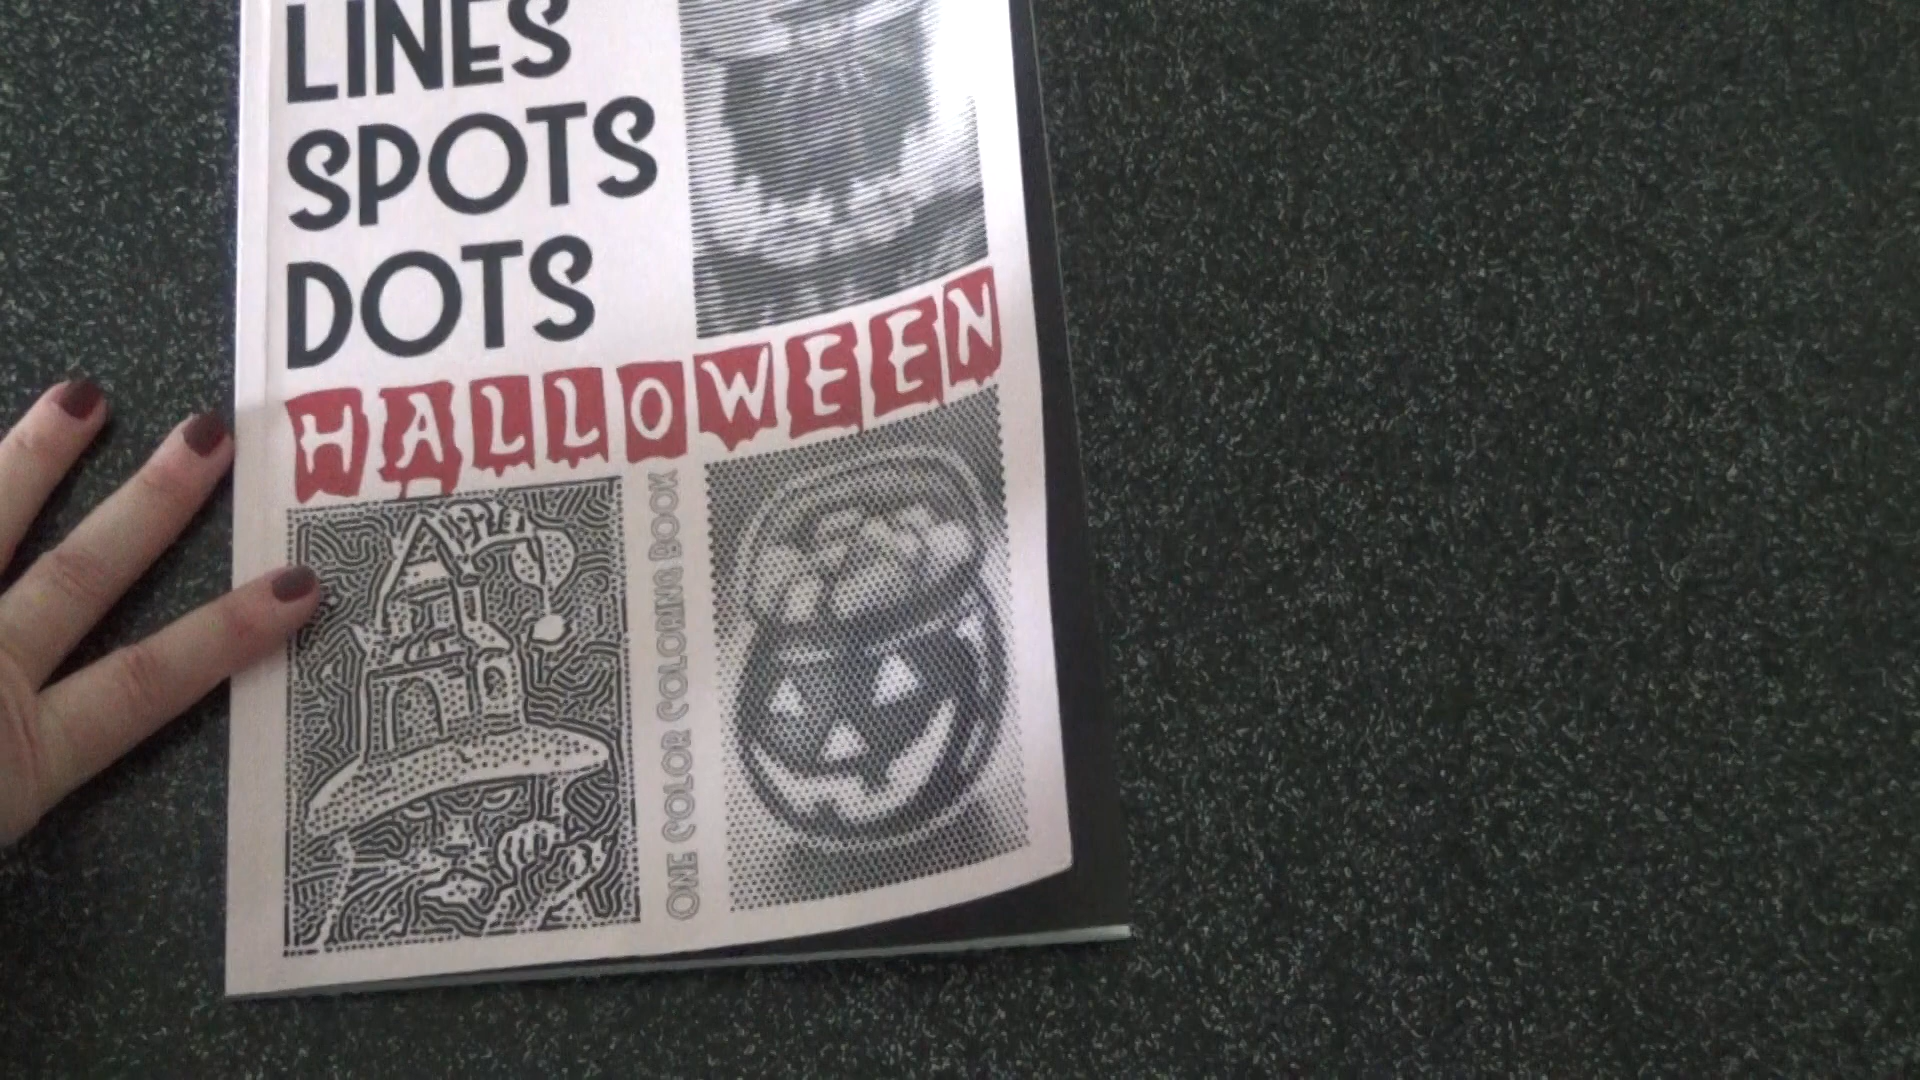 LINES
SPOTS
DOTS
HALLOWEEN
ONE COLOR COLORING BOOK